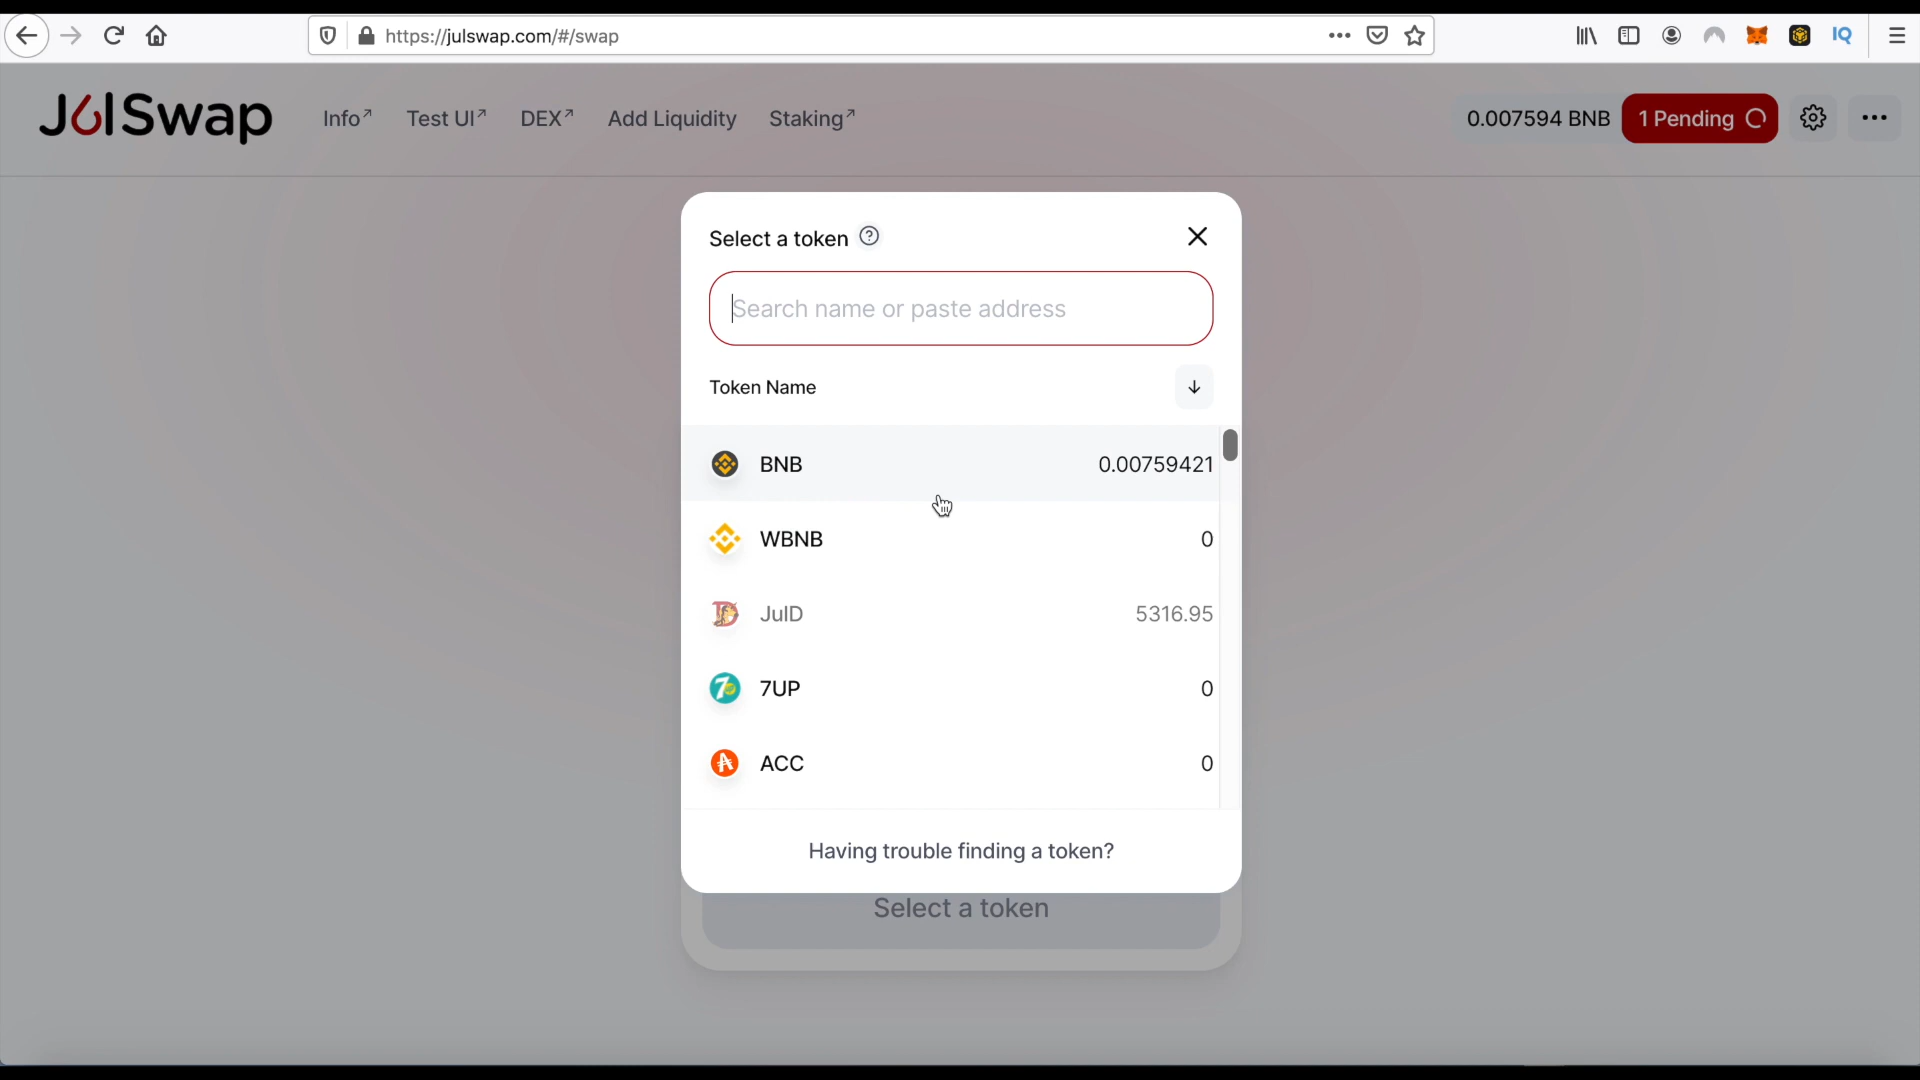 https://julswap.com/#/swap
IQ
JulSwap
Info↗ Test UI↗ DEX↗ Add Liquidity Staking↗
0.007594 BNB 1 Pending
Select a token
Search name or paste address
Token Name
BNB 0.00759421
WBNB 0
JulD 5316.95
7UP 0
ACC 0
Having trouble finding a token?
Select a token